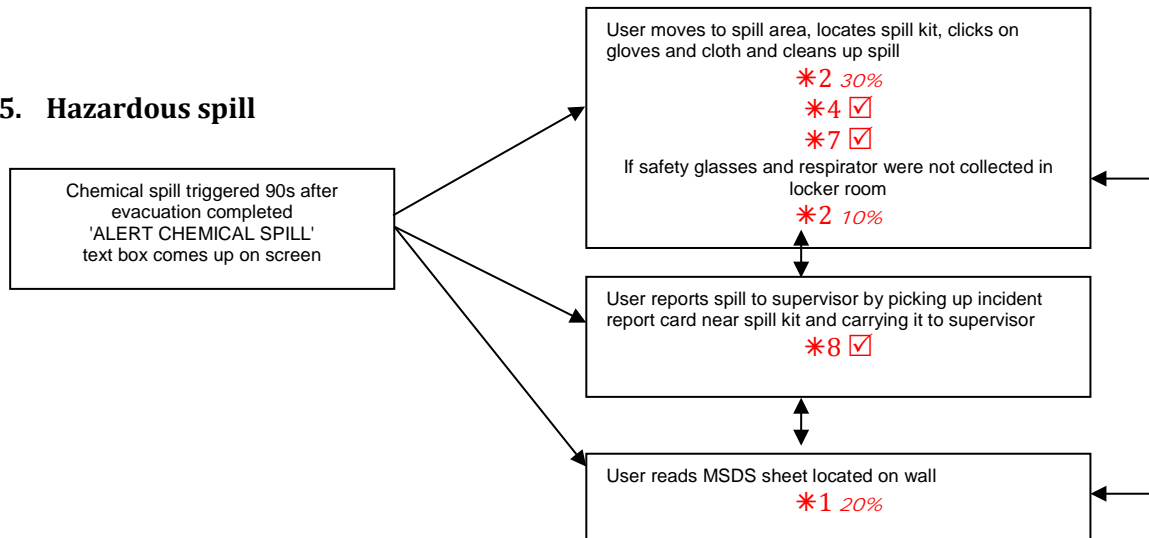 5. Hazardous spill
Chemical spill triggered 90s after
evacuation completed
'ALERT CHEMICAL SPILL'
text box comes up on screen
User moves to spill area, locates spill kit, clicks on
gloves and cloth and cleans up spill
✳2 30%
✳4 ☑
✳7 ☑
If safety glasses and respirator were not collected in
locker room
✳2 10%
User reports spill to supervisor by picking up incident
report card near spill kit and carrying it to supervisor
✳8 ☑
User reads MSDS sheet located on wall
✳1 20%